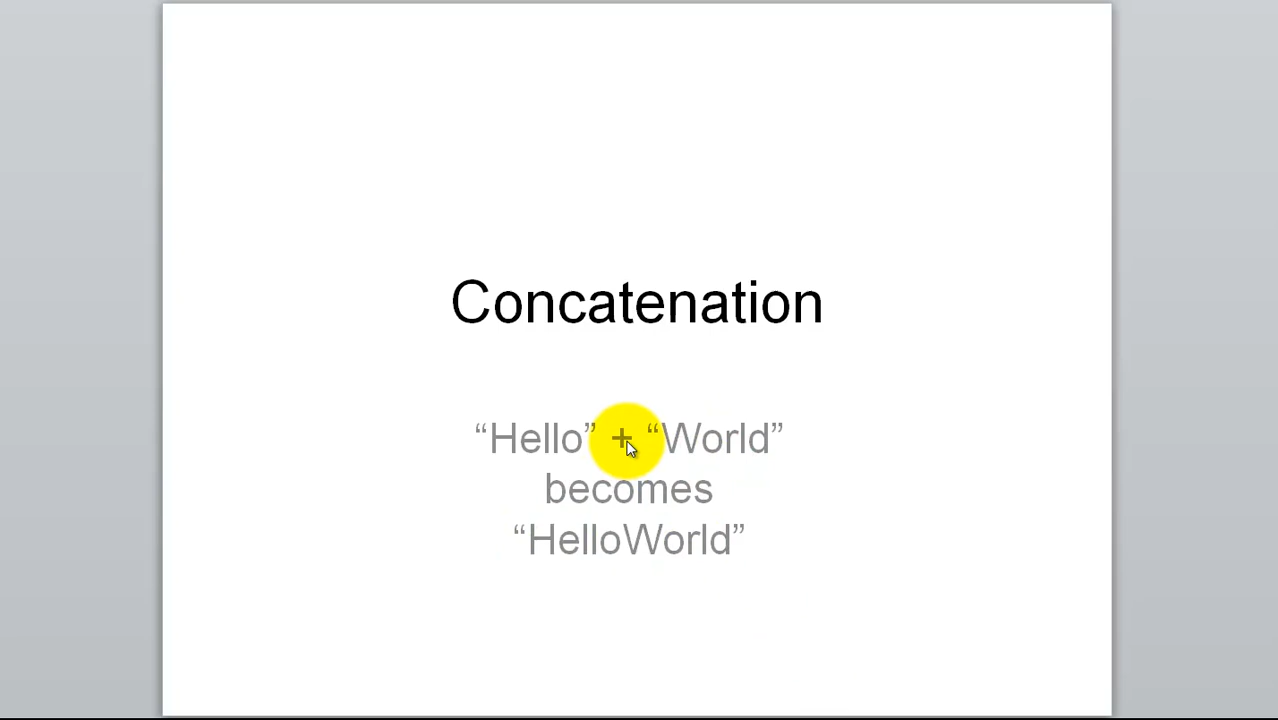 Concatenation
“Hello” + “World”
becomes
“HelloWorld”